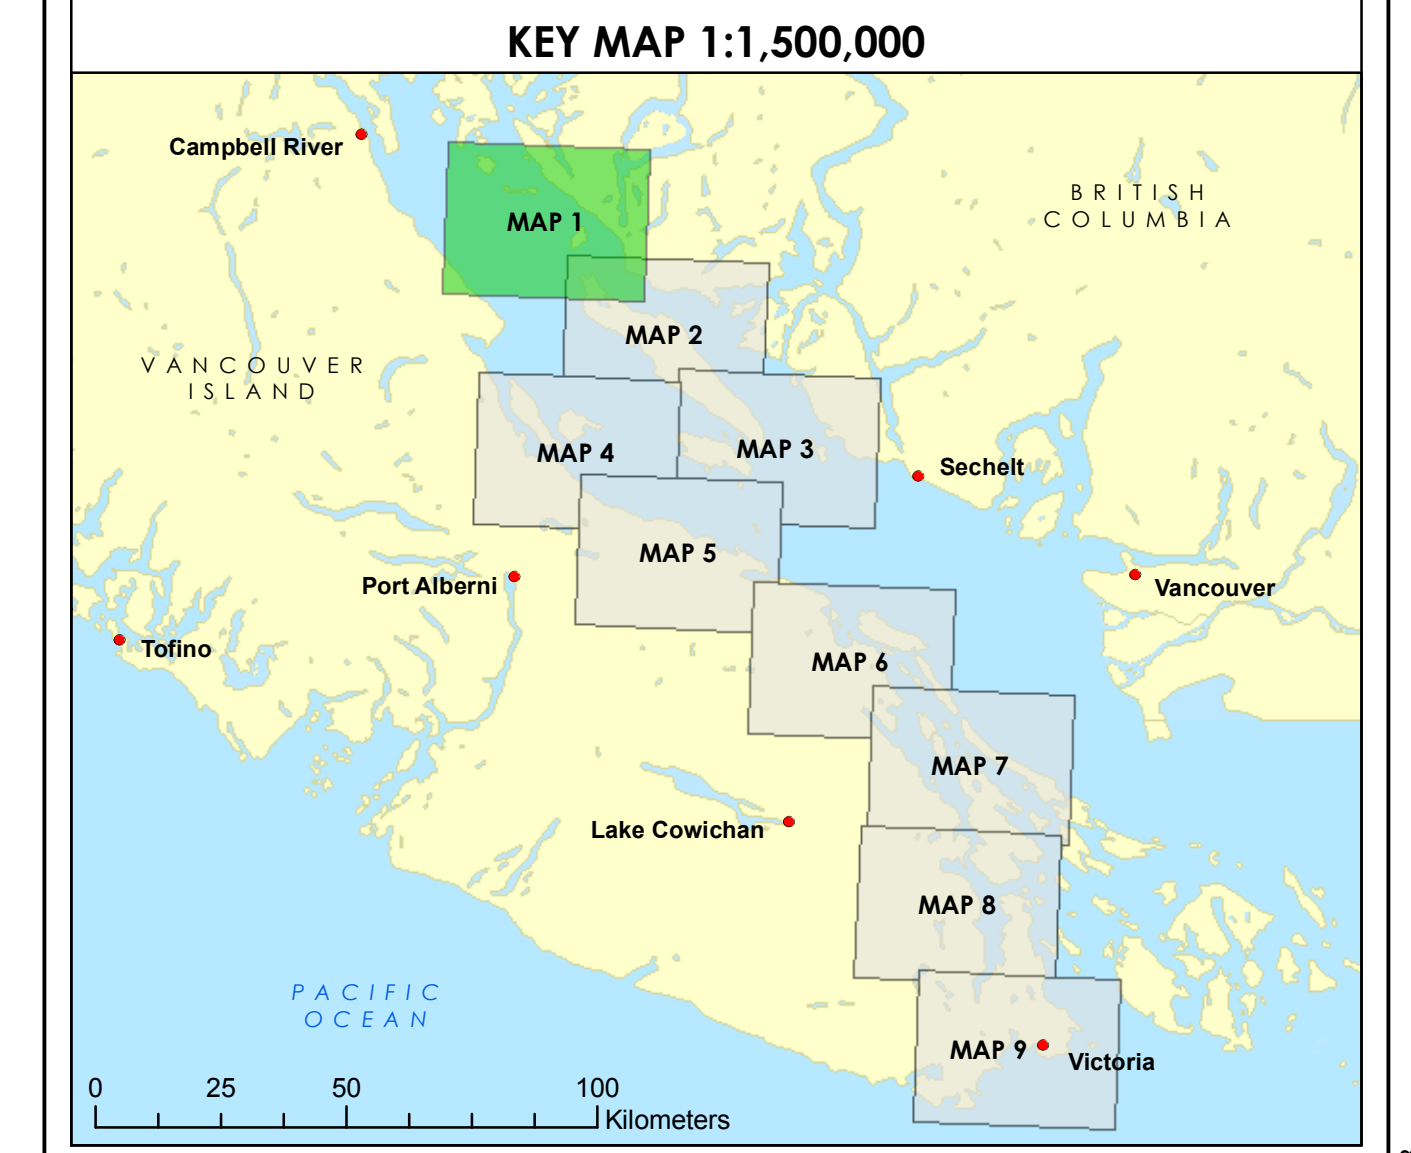 KEY MAP 1:1,500,000
Campbell River
BRITISH
COLUMBIA
MAP 1
MAP 2
VANCOUVER
ISLAND
MAP 4
MAP 3
Sechelt
MAP 5
Port Alberni
Vancouver
Tofino
MAP 6
MAP 7
Lake Cowichan
MAP 8
PACIFIC
OCEAN
MAP 9
Victoria
0 25 50 100
Kilometers